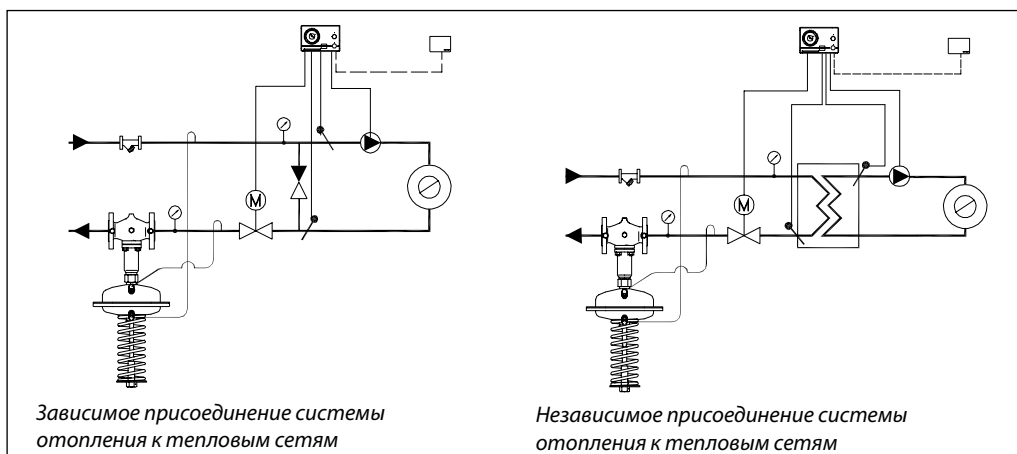 M
M
Зависимое присоединение системы
отопления к тепловым сетям
Независимое присоединение системы
отопления к тепловым сетям